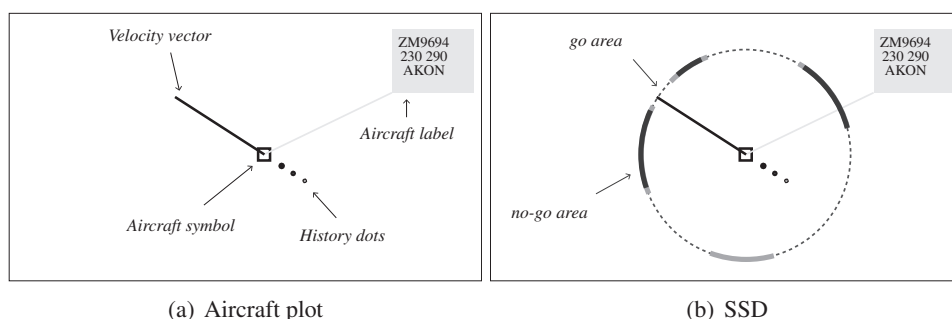 Velocity vector
ZM9694
230 290
AKON
Aircraft label
Aircraft symbol
History dots
(a) Aircraft plot
go area
ZM9694
230 290
AKON
no-go area
(b) SSD